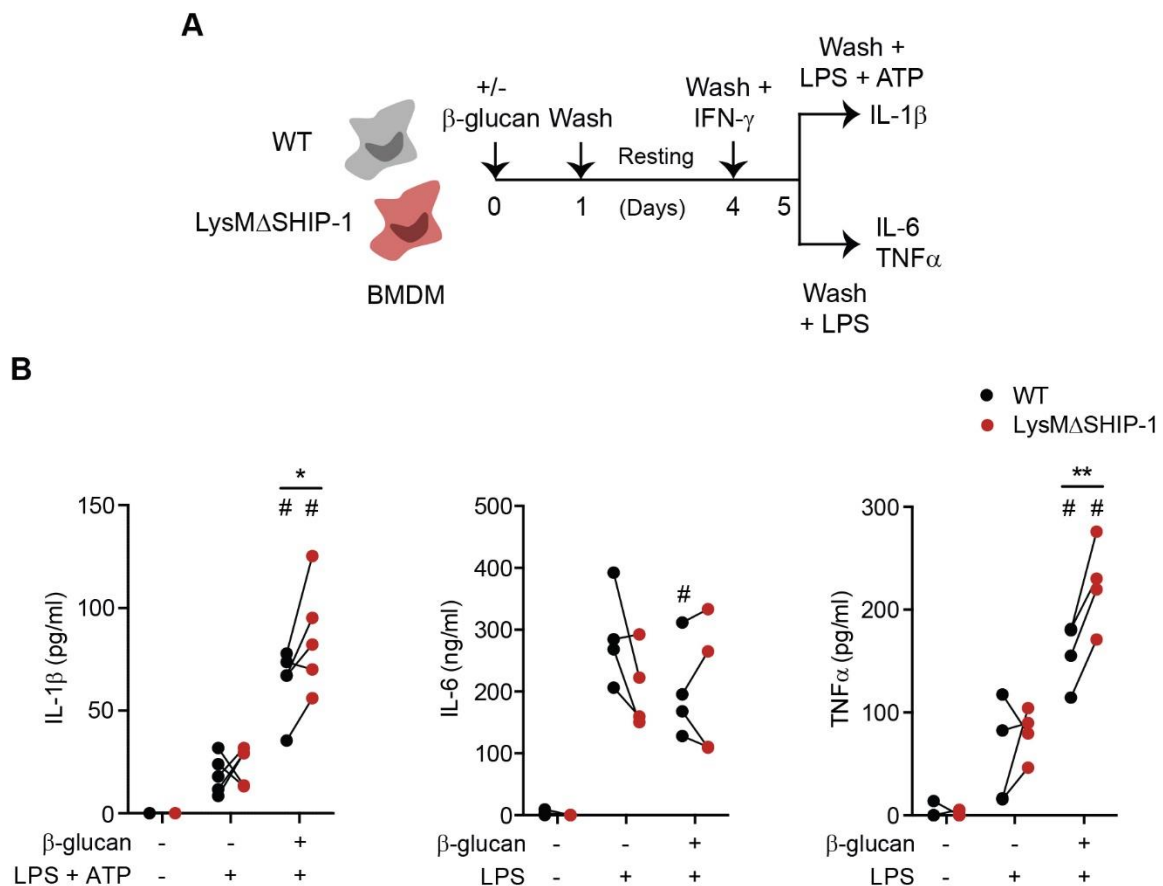 A
Wash +
LPS + ATP
+/-
β-glucan
Wash
Wash +
IFN-γ
IL-1β
WT
Resting
LysMΔSHIP-1
0
1
(Days)
4
5
IL-6
TNFα
BMDM
Wash
+ LPS
B
WT
LysMΔSHIP-1
*
# #
150
100
50
0
IL-1β (pg/ml)
β-glucan - - +
LPS + ATP - + +
500
400
300
200
100
0
IL-6 (ng/ml)
#
β-glucan - - +
LPS - + +
**
# #
300
200
100
0
TNFα (pg/ml)
β-glucan - - +
LPS - + +